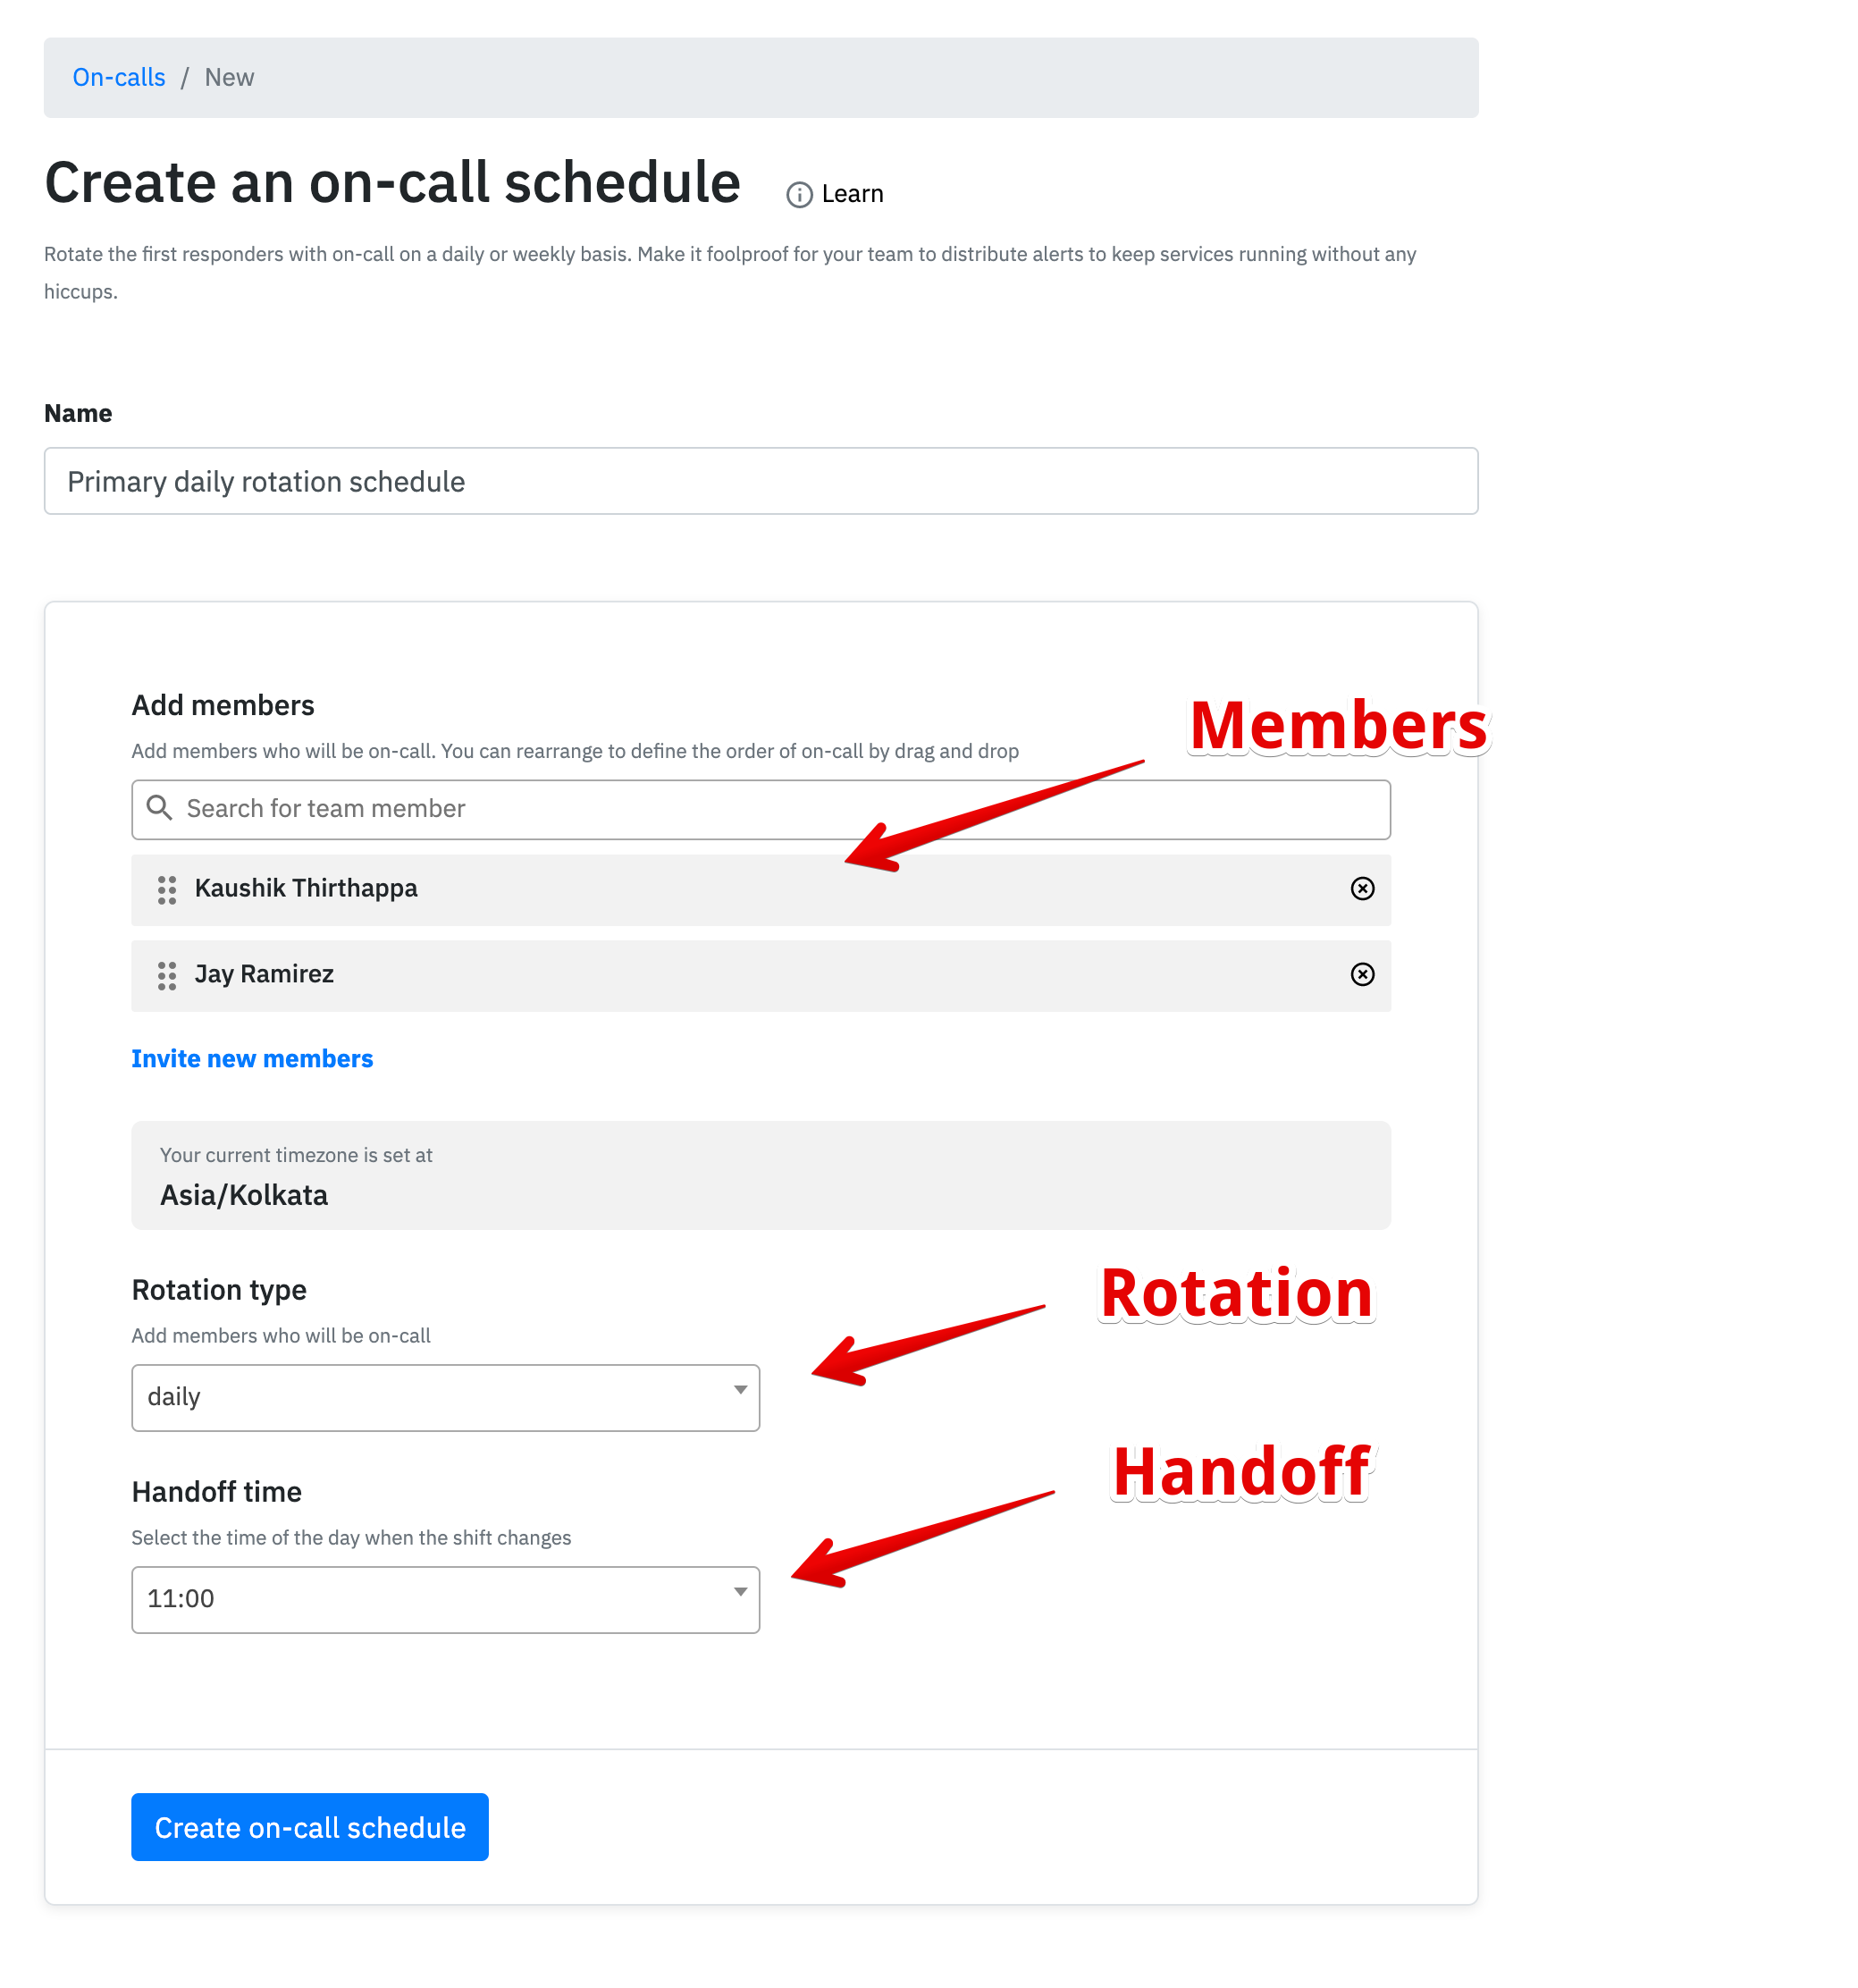 On-calls / New
Create an on-call schedule
Learn
Rotate the first responders with on-call on a daily or weekly basis. Make it foolproof for your team to distribute alerts to keep services running without any
hiccups.
Name
Primary daily rotation schedule
Add members
Members
Add members who will be on-call. You can rearrange to define the order of on-call by drag and drop
Search for team member
Kaushik Thirthappa
Jay Ramirez
Invite new members
Your current timezone is set at
Asia/Kolkata
Rotation type
Rotation
Add members who will be on-call
daily
Handoff time
Handoff
Select the time of the day when the shift changes
11:00
Create on-call schedule